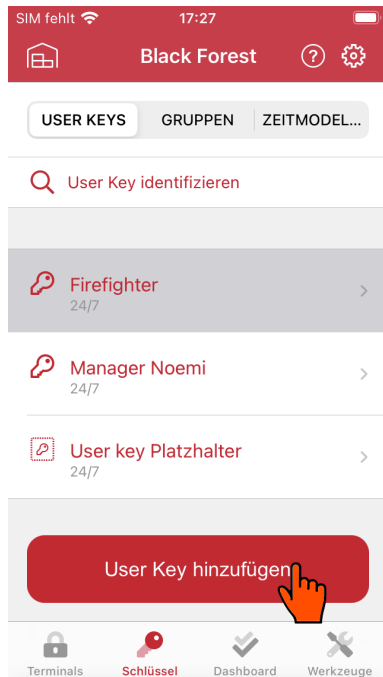 SIM fehlt 17:27
Black Forest ?
USER KEYS GRUPPEN ZEITMODEL...
User Key identifizieren
Firefighter
24/7
Manager Noemi
24/7
User key Platzhalter
24/7
User Key hinzufügen
Terminals Schlüssel Dashboard Werkzeuge